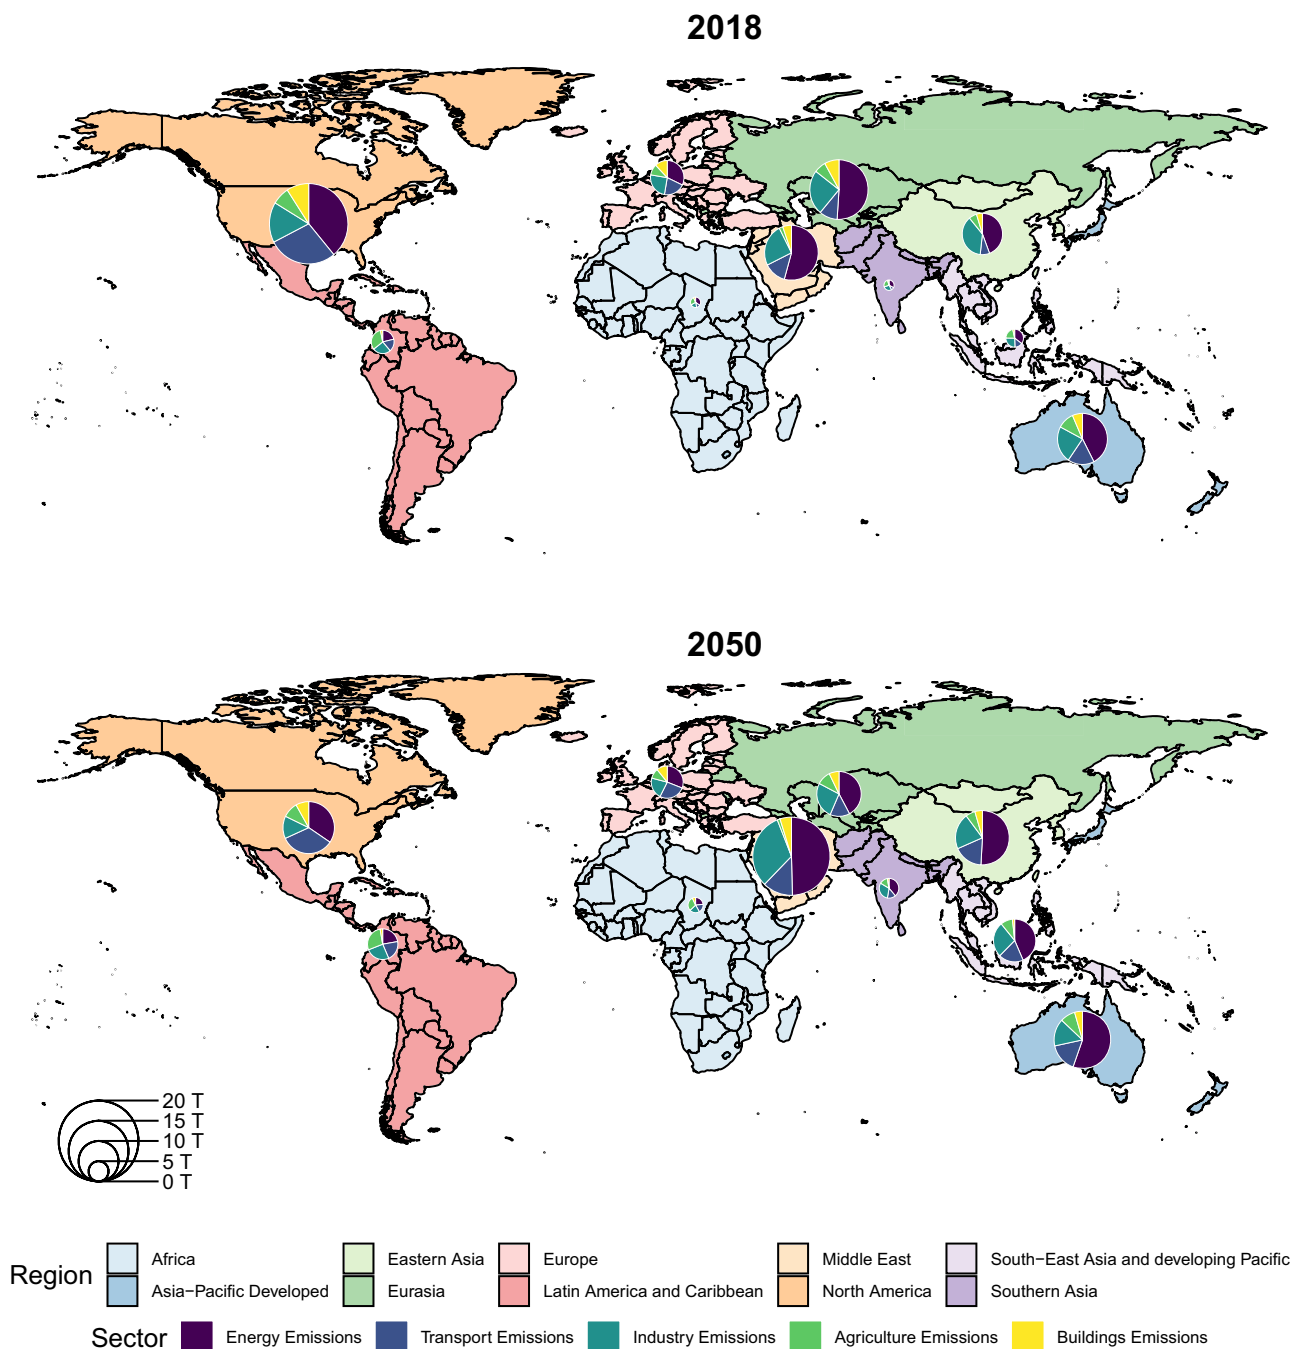 2018
2050
20 T
15 T
10 T
5 T
0 T
Region
Africa
Eastern Asia
Europe
Middle East
South−East Asia and developing Pacific
Asia−Pacific Developed
Eurasia
Latin America and Caribbean
North America
Southern Asia
Sector
Energy Emissions
Transport Emissions
Industry Emissions
Agriculture Emissions
Buildings Emissions